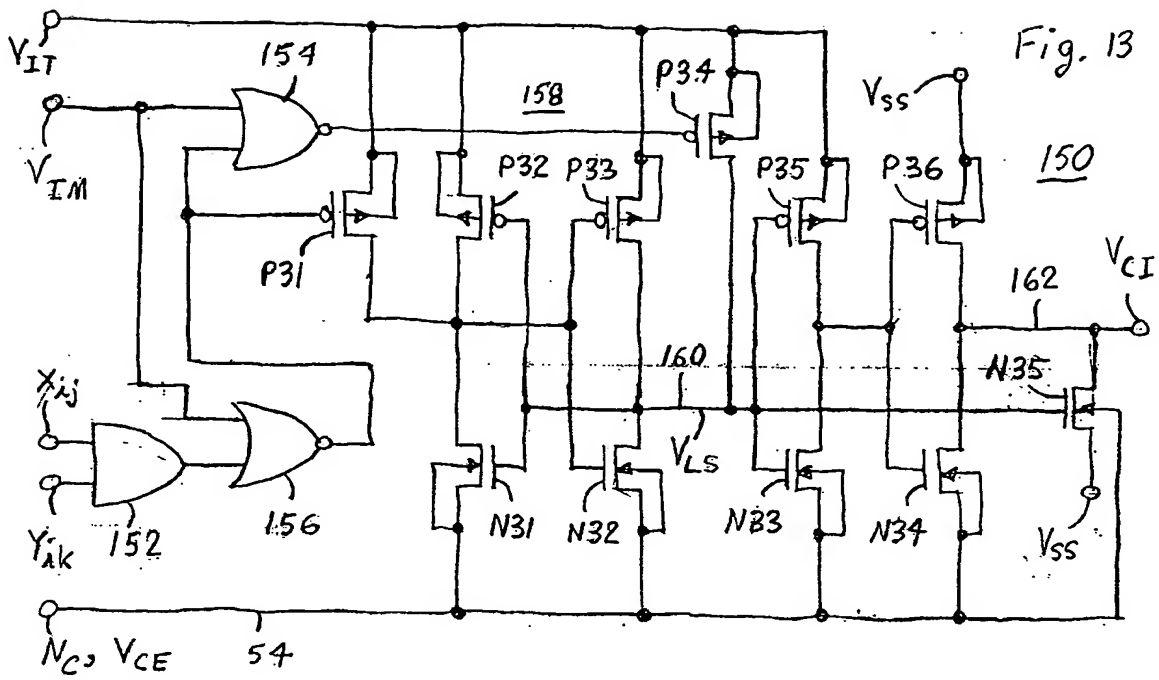 Fig. 13
V_IT
154
P34
V_SS
158
V_IM
P32
P33
P35
P36
150
P31
V_CI
162
160
N35
X_ij
V_LS
Y_ik
152
156
N31
N32
N33
N34
V_SS
N_C, V_CE
54